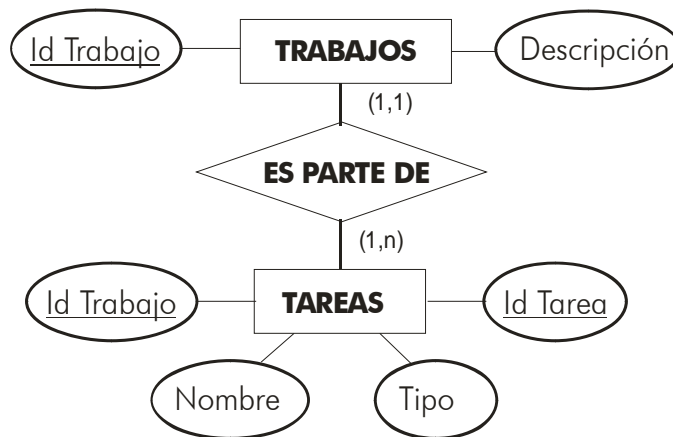 Id Trabajo
TRABAJOS
Descripción
(1,1)
ES PARTE DE
(1,n)
Id Trabajo
TAREAS
Id Tarea
Nombre
Tipo